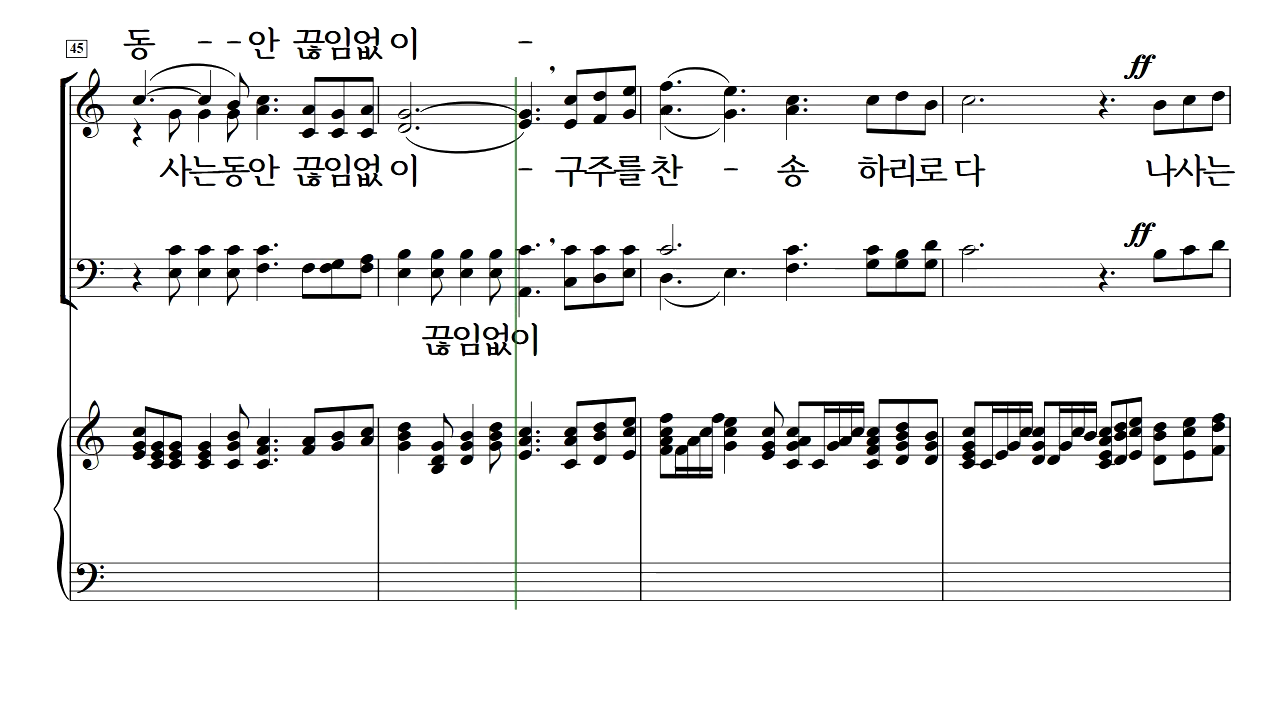 동 - - 안 끊임없 이 -
45
ff
사는동안 끊임없 이 - 구주를 찬 - 송 하리로 다 나사는
ff
끊임없이